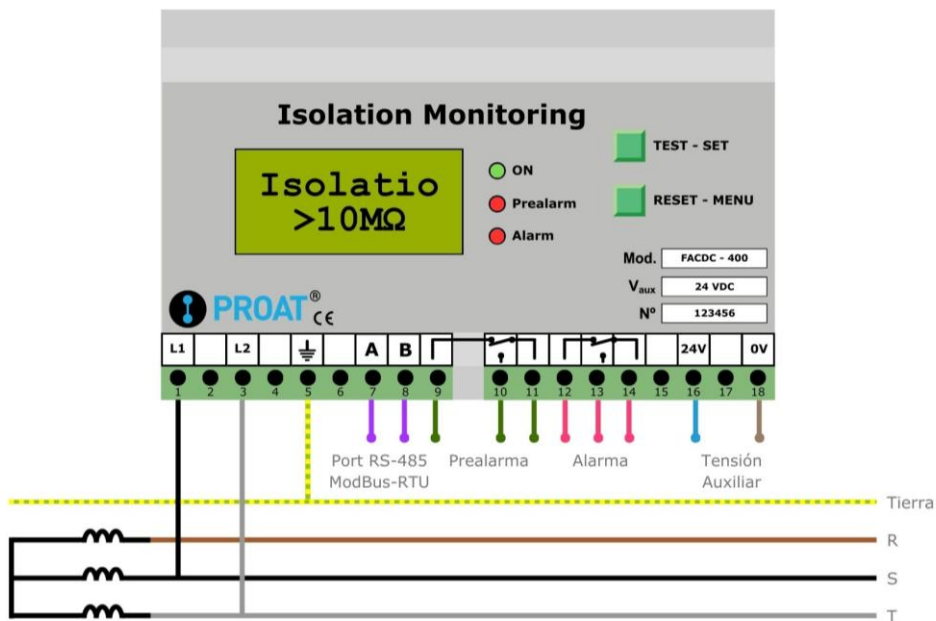 Isolation Monitoring
Isolatio
>10MΩ
ON
Prealarm
Alarm
TEST - SET
RESET - MENU
Mod. FACDC - 400
Vaux 24 VDC
Nº 123456
PROAT®
CE
L1 L2 A B 24V 0V
1 2 3 4 5 6 7 8 9 10 11 12 13 14 15 16 17 18
Port RS-485
ModBus-RTU
Prealarma
Alarma
Tensión
Auxiliar
Tierra
R
S
T